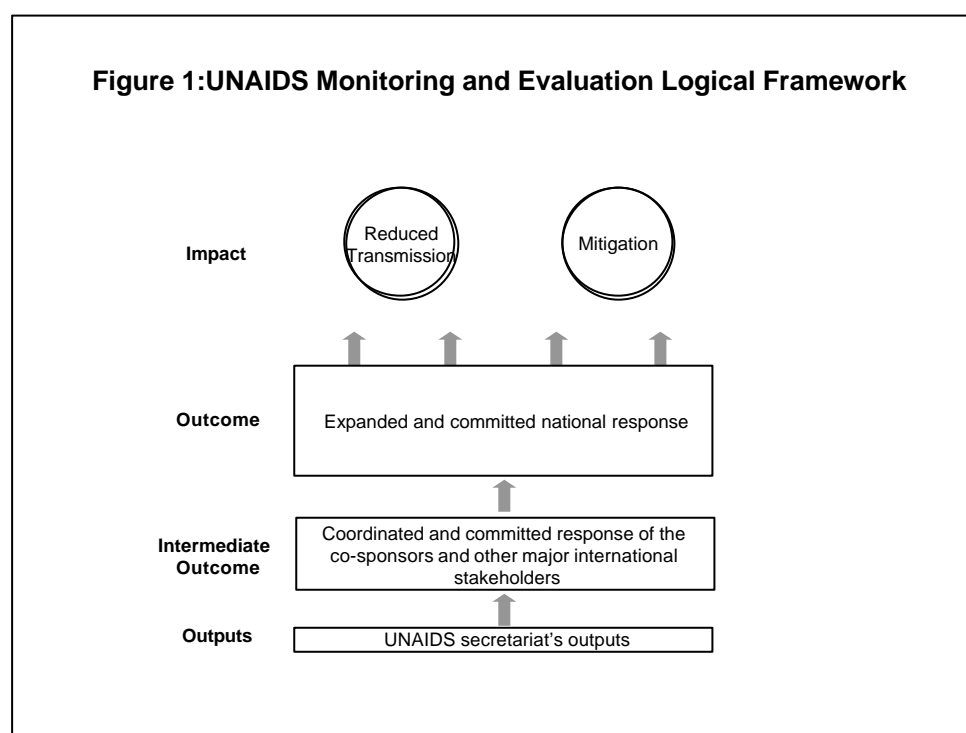 Figure 1:UNAIDS Monitoring and Evaluation Logical Framework
Impact
Reduced
Transmission
Mitigation
Outcome
Expanded and committed national response
Intermediate
Outcome
Coordinated and committed response of the
co-sponsors and other major international
stakeholders
Outputs
UNAIDS secretariat's outputs